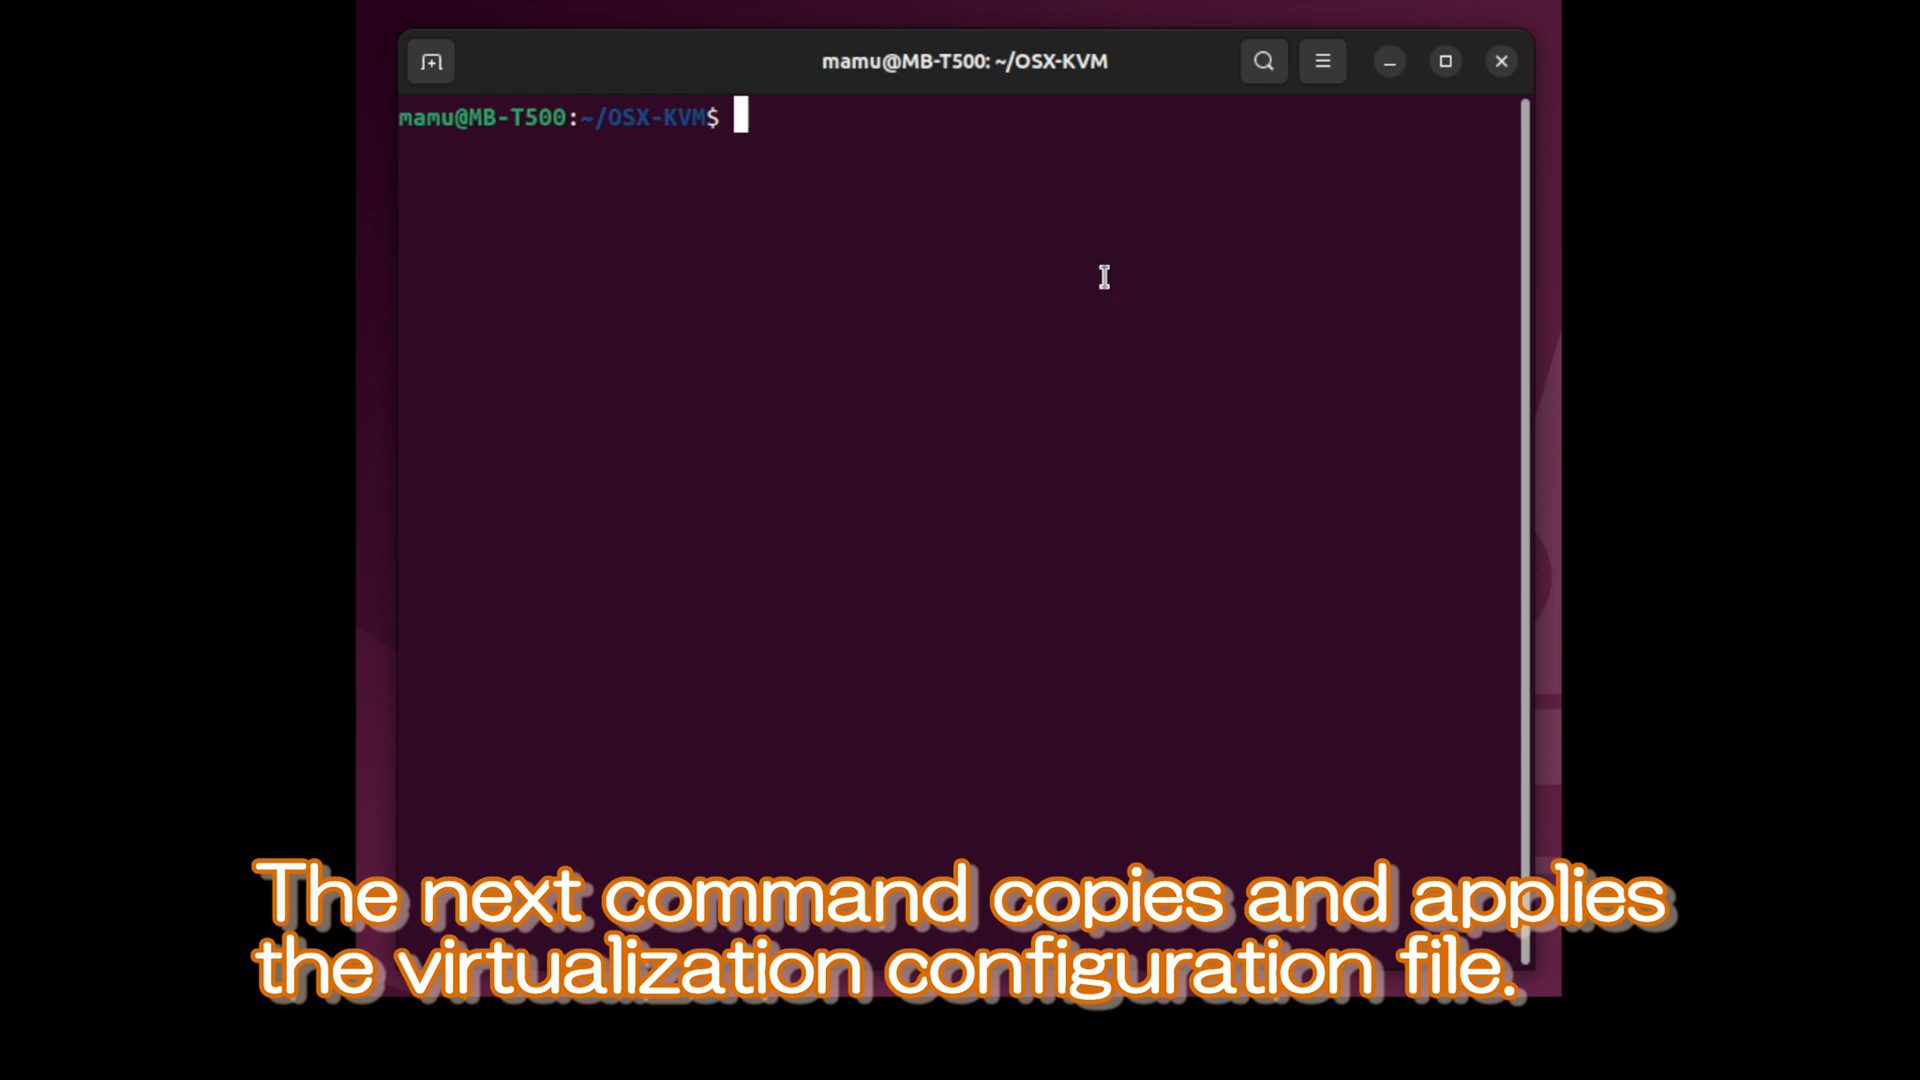 mamu@MB-T500: ~/OSX-KVM
mamu@MB-T500:~/OSX-KVM$
The next command copies and applies
the virtualization configuration file.